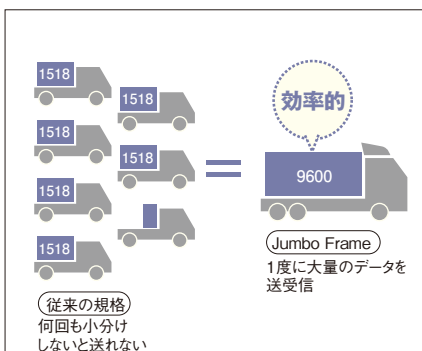 1518
1518
1518
1518
1518
1518
従来の規格
何回も小分け
しないと送れない
効率的
9600
Jumbo Frame
1度に大量のデータを
送受信